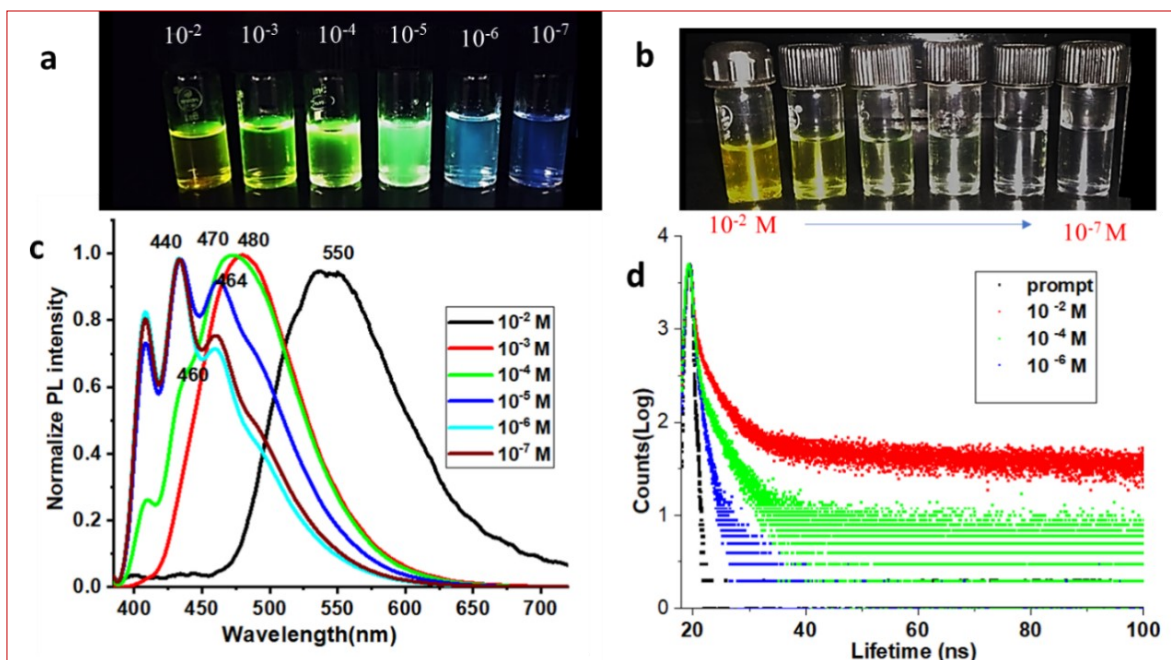 a
10⁻² 10⁻³ 10⁻⁴ 10⁻⁵ 10⁻⁶ 10⁻⁷
b
10⁻² M
10⁻⁷ M
c
440 470 480 550
464
460
1.0
0.8
0.6
0.4
0.2
0.0
Normalize PL intensity
10⁻² M
10⁻³ M
10⁻⁴ M
10⁻⁵ M
10⁻⁶ M
10⁻⁷ M
400 450 500 550 600 650 700
Wavelength(nm)
d
4
3
2
1
0
Counts(Log)
prompt
10 ⁻² M
10 ⁻⁴ M
10 ⁻⁶ M
20 40 60 80 100
Lifetime (ns)